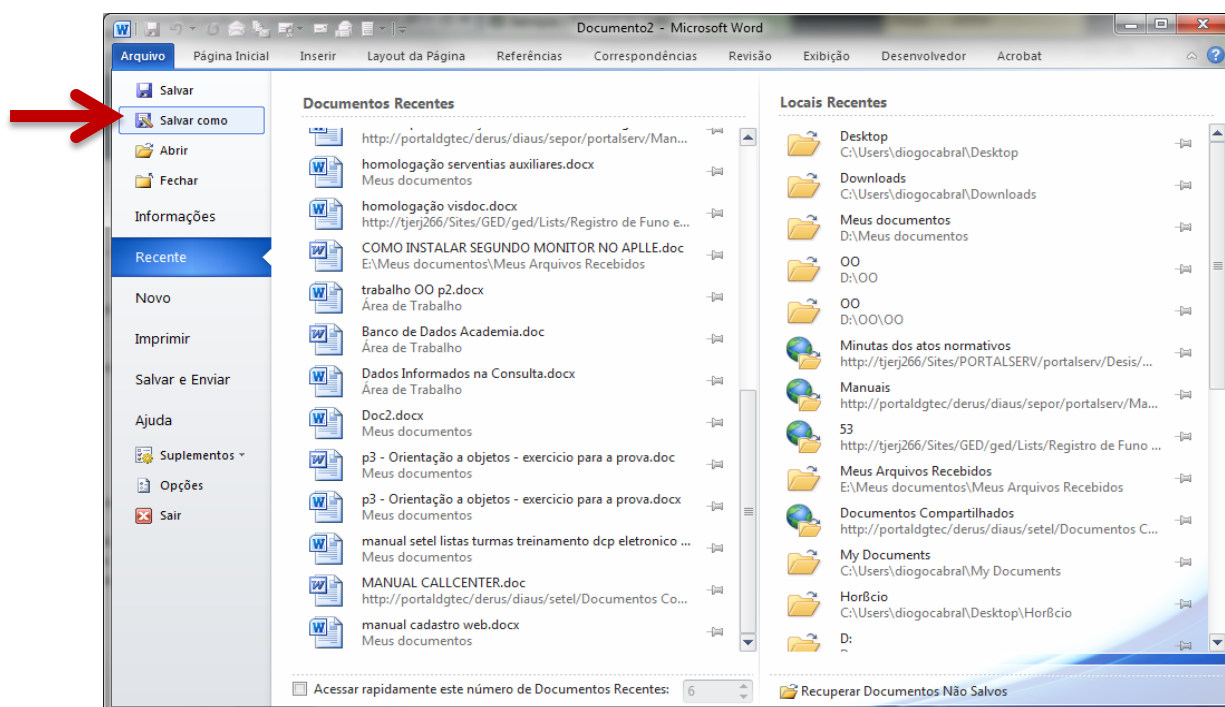 Documento2 - Microsoft Word
Arquivo Página Inicial Inserir Layout da Página Referências Correspondências Revisão Exibição Desenvolvedor Acrobat
Salvar
Salvar como
Abrir
Fechar
Informações
Recente
Novo
Imprimir
Salvar e Enviar
Ajuda
Suplementos
Opções
Sair
Documentos Recentes
http://portaldgtec/derus/diaus/sepor/portalserv/Man...
homologação serventias auxiliares.docx
Meus documentos
homologação visdoc.docx
http://tjerj266/Sites/GED/ged/Lists/Registro de Funo e...
COMO INSTALAR SEGUNDO MONITOR NO APLLE.doc
E:\Meus documentos\Meus Arquivos Recebidos
trabalho OO p2.docx
Área de Trabalho
Banco de Dados Academia.doc
Área de Trabalho
Dados Informados na Consulta.docx
Área de Trabalho
Doc2.docx
Meus documentos
p3 - Orientação a objetos - exercicio para a prova.doc
Meus documentos
p3 - Orientação a objetos - exercicio para a prova.docx
Meus documentos
manual setel listas turmas treinamento dcp eletronico ...
Meus documentos
MANUAL CALLCENTER.doc
http://portaldgtec/derus/diaus/setel/Documentos Co...
manual cadastro web.docx
Meus documentos
Acessar rapidamente este número de Documentos Recentes: 6
Locais Recentes
Desktop
C:\Users\diogocabral\Desktop
Downloads
C:\Users\diogocabral\Downloads
Meus documentos
D:\Meus documentos
OO
D:\OO
OO
D:\OO\OO
Minutas dos atos normativos
http://tjerj266/Sites/PORTALSERV/portalserv/Desis/...
Manuais
http://portaldgtec/derus/diaus/sepor/portalserv/Ma...
53
http://tjerj266/Sites/GED/ged/Lists/Registro de Funo ...
Meus Arquivos Recebidos
E:\Meus documentos\Meus Arquivos Recebidos
Documentos Compartilhados
http://portaldgtec/derus/diaus/setel/Documentos C...
My Documents
C:\Users\diogocabral\My Documents
Horßcio
C:\Users\diogocabral\Desktop\Horßcio
D:
Recuperar Documentos Não Salvos